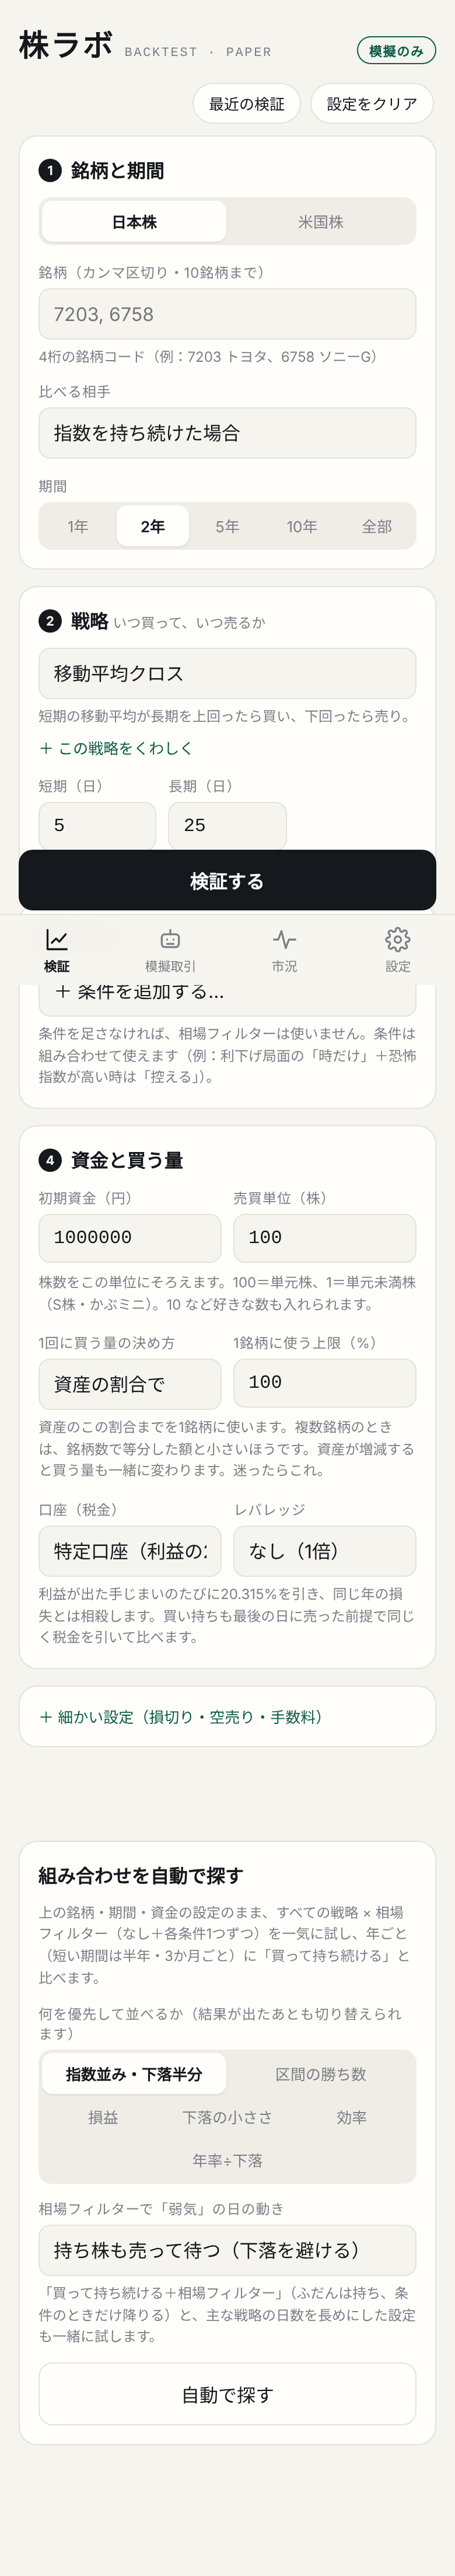 株ラボ BACKTEST · PAPER 模擬のみ
最近の検証 設定をクリア
1 銘柄と期間
日本株 米国株
銘柄（カンマ区切り・10銘柄まで）
7203, 6758
4桁の銘柄コード（例：7203 トヨタ、6758 ソニーG）
比べる相手
指数を持ち続けた場合
期間
1年 2年 5年 10年 全部
2 戦略 いつ買って、いつ売るか
移動平均クロス
短期の移動平均が長期を上回ったら買い、下回ったら売り。
＋ この戦略をくわしく
短期（日） 長期（日）
5 25
検証する
検証 模擬取引 市況 設定
＋ 条件を追加する…
条件を足さなければ、相場フィルターは使いません。条件は
組み合わせて使えます（例：利下げ局面の「時だけ」＋恐怖
指数が高い時は「控える」）。
4 資金と買う量
初期資金（円） 売買単位（株）
1000000 100
株数をこの単位にそろえます。100＝単元株、1＝単元未満株
（S株・かぶミニ）。10 など好きな数も入れられます。
1回に買う量の決め方 1銘柄に使う上限（%）
資産の割合で 100
資産のこの割合までを1銘柄に使います。複数銘柄のとき
は、銘柄数で等分した額と小さいほうです。資産が増減する
と買う量も一緒に変わります。迷ったらこれ。
口座（税金） レバレッジ
特定口座（利益の なし（1倍）
利益が出た手じまいのたびに20.315%を引き、同じ年の損
失とは相殺します。買い持ちも最後の日に売った前提で同じ
く税金を引いて比べます。
＋ 細かい設定（損切り・空売り・手数料）
組み合わせを自動で探す
上の銘柄・期間・資金の設定のまま、すべての戦略 × 相場
フィルター（なし＋各条件1つずつ）を一気に試し、年ごと
（短い期間は半年・3か月ごと）に「買って持ち続ける」と
比べます。
何を優先して並べるか（結果が出たあとも切り替えられ
ます）
指数並み・下落半分 区間の勝ち数
損益 下落の小ささ 効率
年率÷下落
相場フィルターで「弱気」の日の動き
持ち株も売って待つ（下落を避ける）
「買って持ち続ける＋相場フィルター」（ふだんは持ち、条
件のときだけ降りる）と、主な戦略の日数を長めにした設定
も一緒に試します。
自動で探す